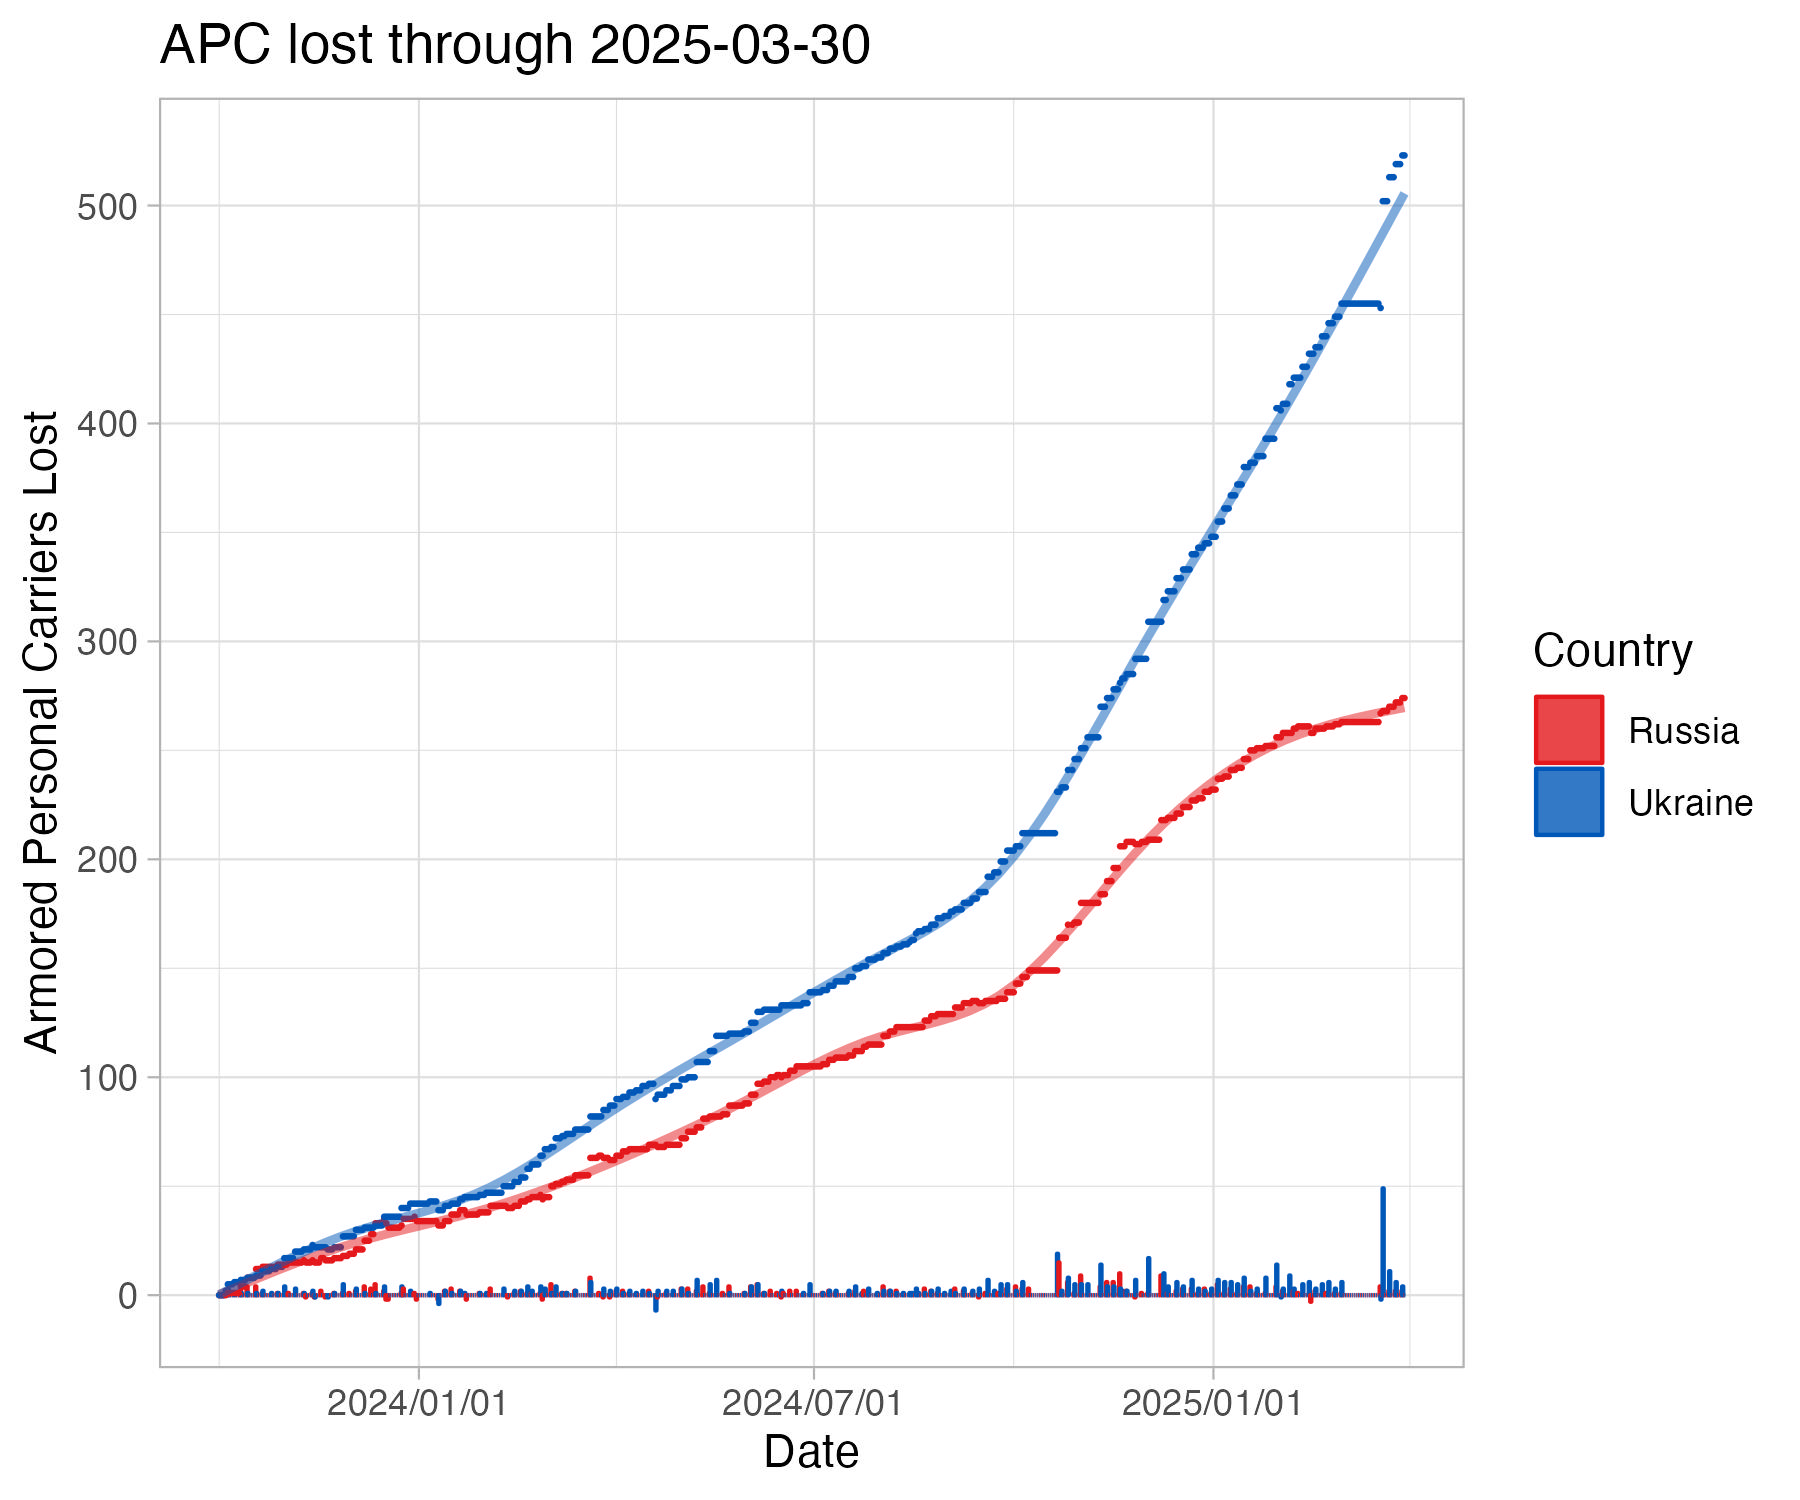 APC lost through 2025-03-30
Armored Personal Carriers Lost
500
400
300
200
100
0
2024/01/01
2024/07/01
2025/01/01
Date
Country
Russia
Ukraine